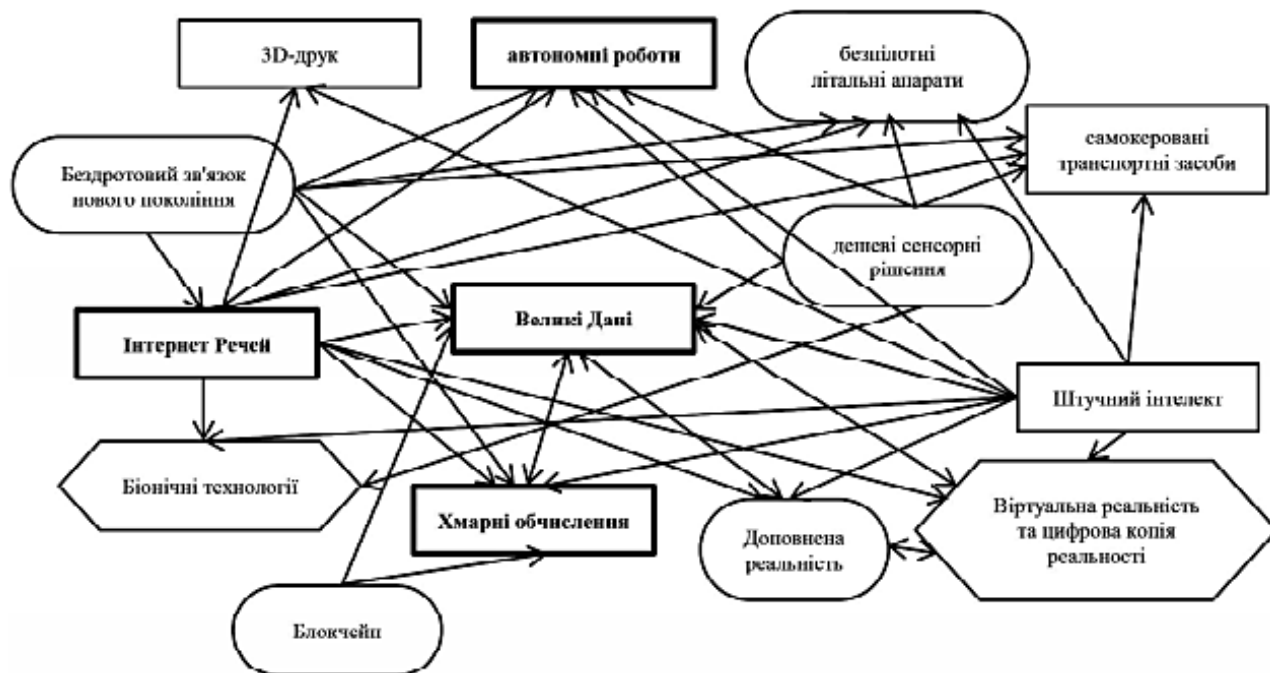 3D-друк
автономні роботи
безпілотні
літальні апарати
самокеровані
транспортні засоби
Бездротовий зв'язок
нового покоління
дешеві сенсорні
рішення
Інтернет Речей
Великі Дані
Штучний інтелект
Біонічні технології
Хмарні обчислення
Доповнена
реальність
Віртуальна реальність
та цифрова копія
реальності
Блокчейн